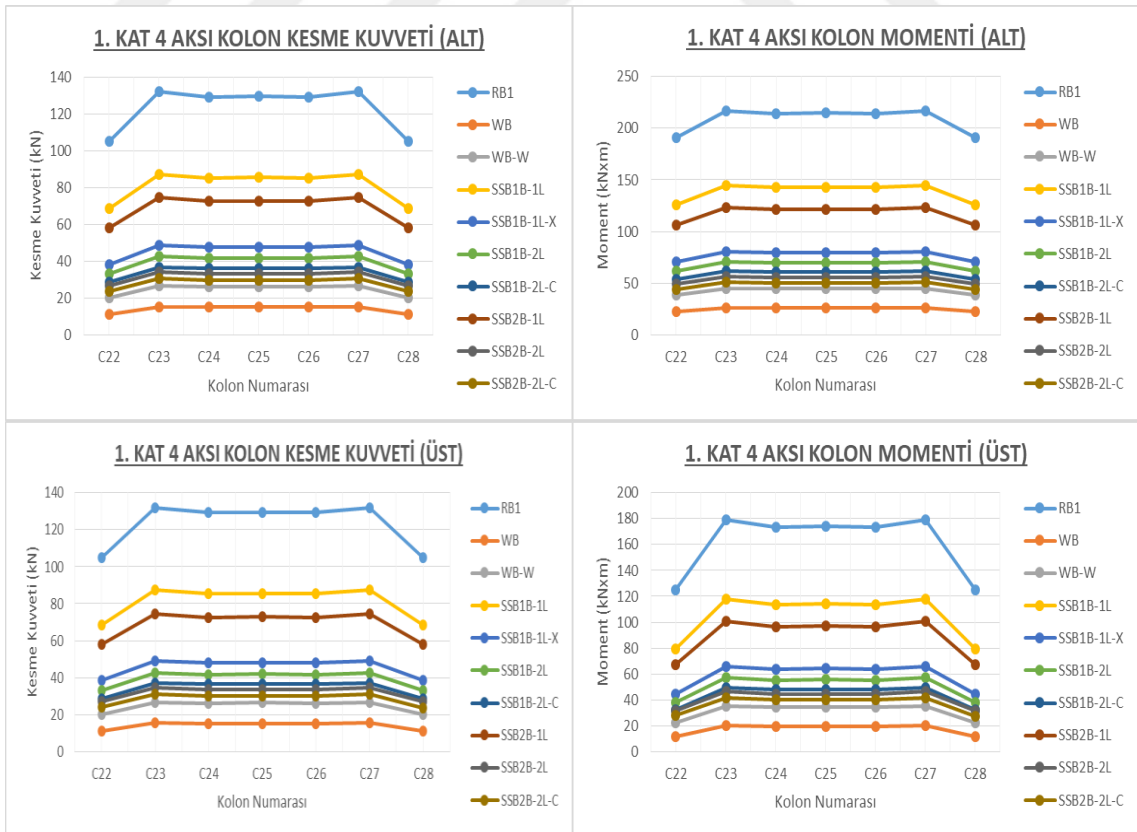 1. KAT 4 AKSI KOLON KESME KUVVETİ (ALT)
Kesme Kuvveti (kN)
140
120
100
80
60
40
20
0
C22 C23 C24 C25 C26 C27 C28
Kolon Numarası
RB1
WB
WB-W
SSB1B-1L
SSB1B-1L-X
SSB1B-2L
SSB1B-2L-C
SSB2B-1L
SSB2B-2L
SSB2B-2L-C
1. KAT 4 AKSI KOLON MOMENTİ (ALT)
Moment (kNxm)
250
200
150
100
50
0
C22 C23 C24 C25 C26 C27 C28
Kolon Numarası
RB1
WB
WB-W
SSB1B-1L
SSB1B-1L-X
SSB1B-2L
SSB1B-2L-C
SSB2B-1L
SSB2B-2L
SSB2B-2L-C
1. KAT 4 AKSI KOLON KESME KUVVETİ (ÜST)
Kesme Kuvveti (kN)
140
120
100
80
60
40
20
0
C22 C23 C24 C25 C26 C27 C28
Kolon Numarası
RB1
WB
WB-W
SSB1B-1L
SSB1B-1L-X
SSB1B-2L
SSB1B-2L-C
SSB2B-1L
SSB2B-2L
SSB2B-2L-C
1. KAT 4 AKSI KOLON MOMENTİ (ÜST)
Moment (kNxm)
200
180
160
140
120
100
80
60
40
20
0
C22 C23 C24 C25 C26 C27 C28
Kolon Numarası
RB1
WB
WB-W
SSB1B-1L
SSB1B-1L-X
SSB1B-2L
SSB1B-2L-C
SSB2B-1L
SSB2B-2L
SSB2B-2L-C